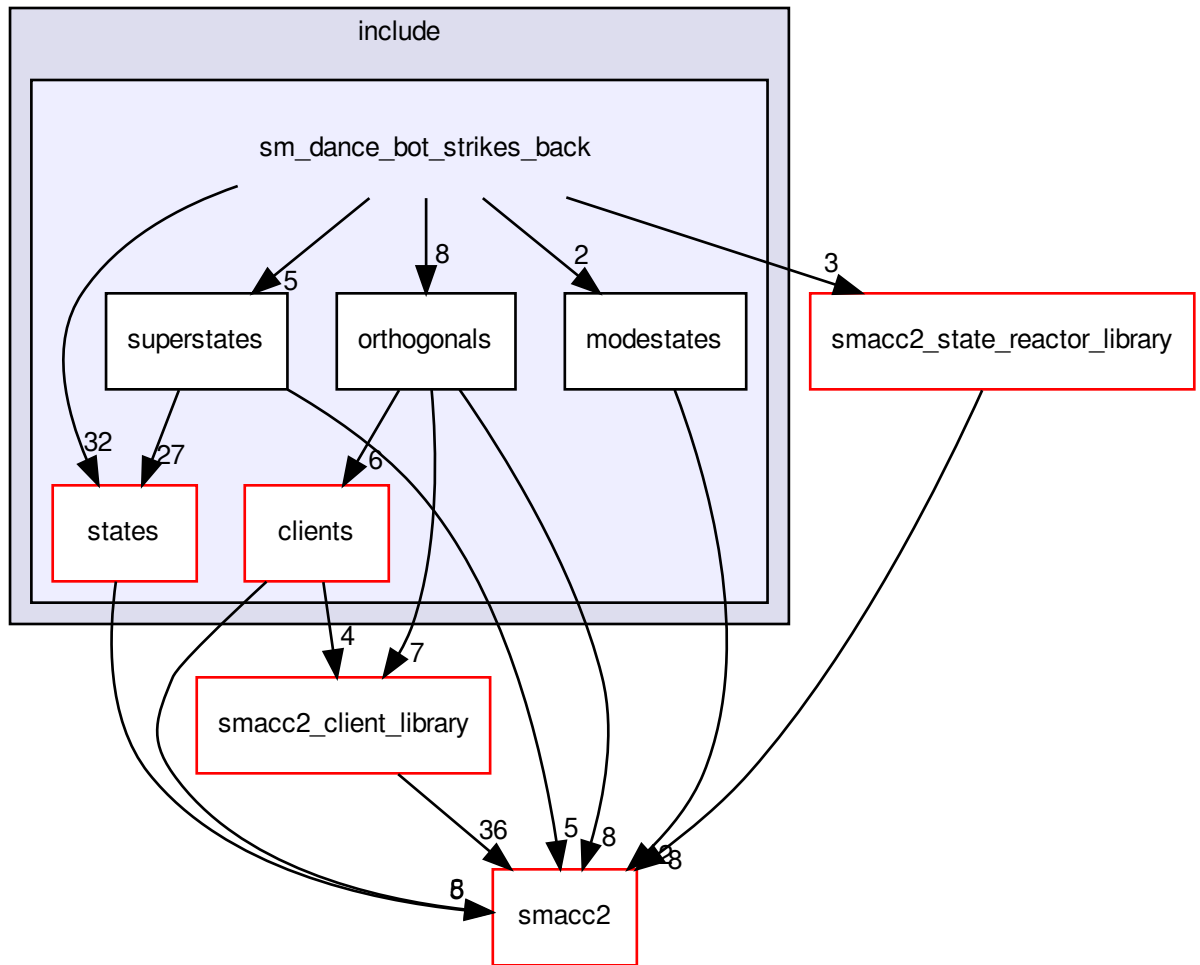 include
sm_dance_bot_strikes_back
8
2
3
5
superstates
orthogonals
modestates
smacc2_state_reactor_library
32
27
6
states
clients
4
7
smacc2_client_library
36
5
8
8
smacc2